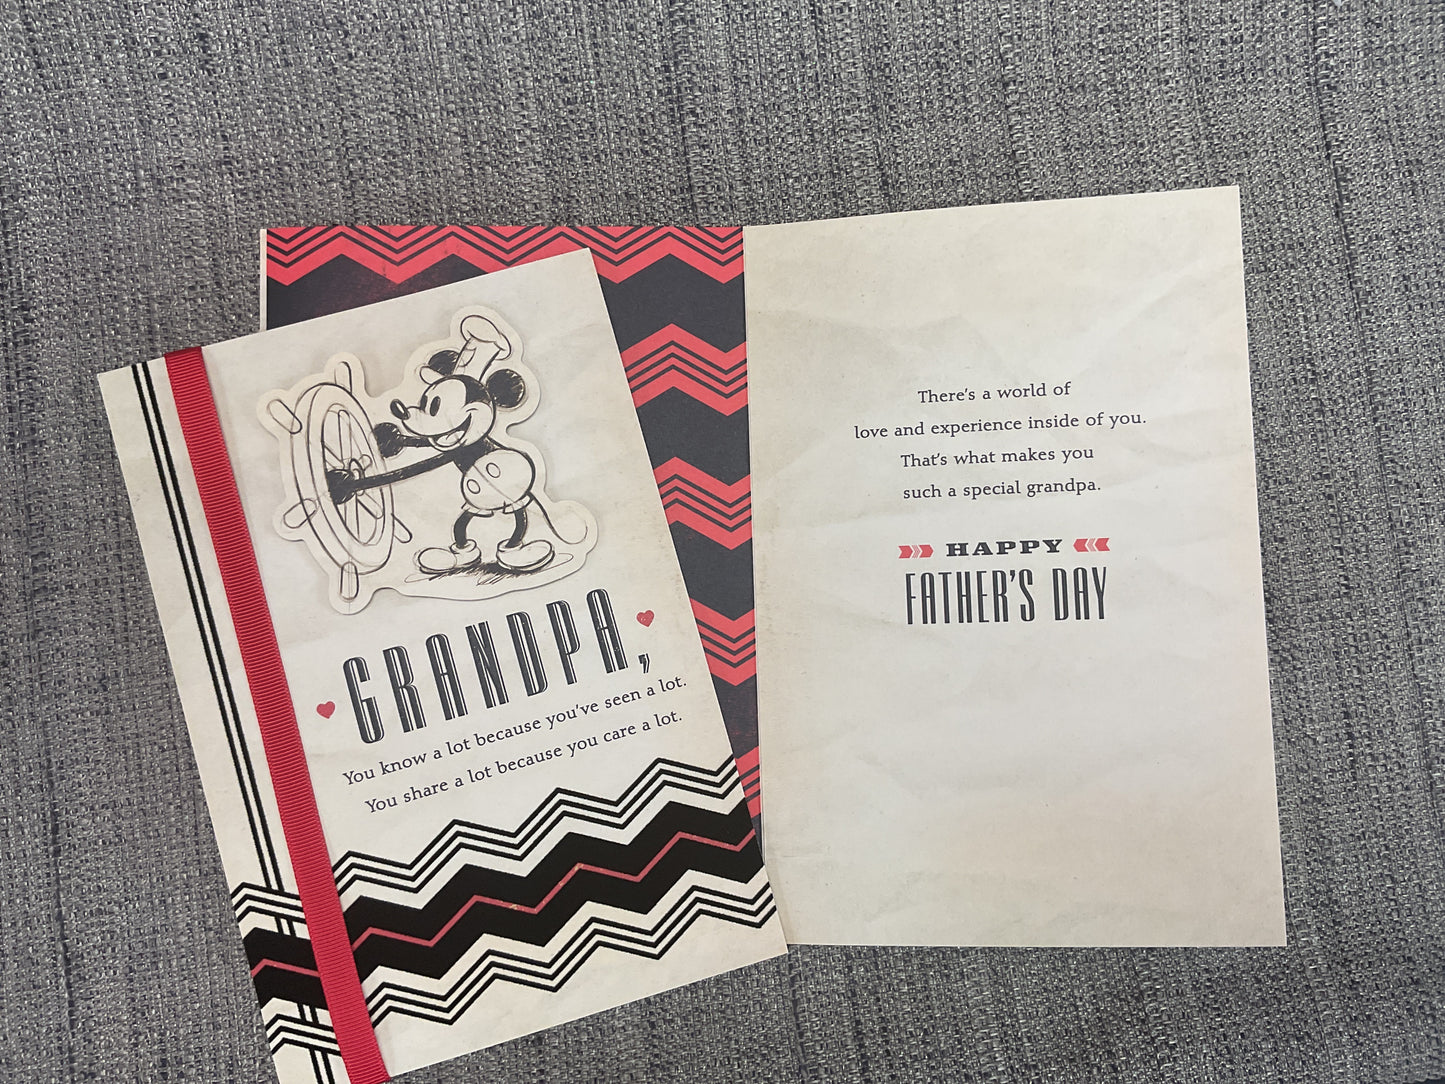 GRANDPA,
You know a lot because you've seen a lot.
You share a lot because you care a lot.
There's a world of
love and experience inside of you.
That's what makes you
such a special grandpa.
HAPPY
FATHER'S DAY